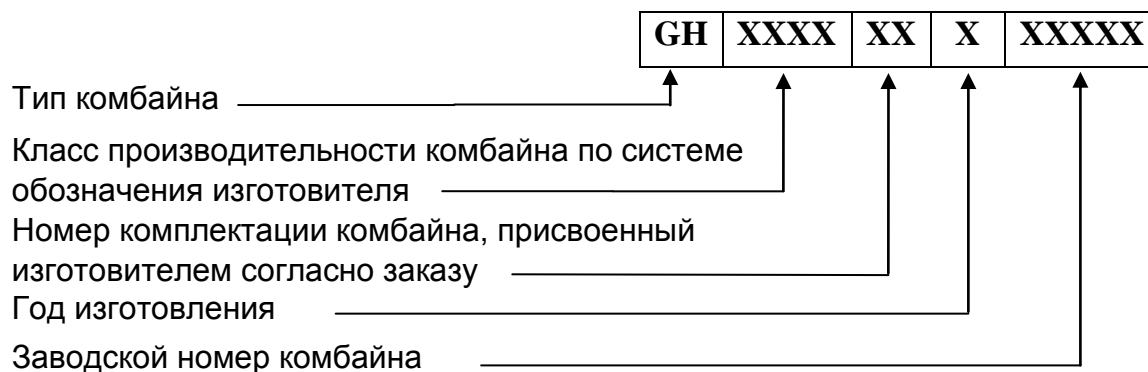 GH XXXX XX X XXXXX
Тип комбайна
Класс производительности комбайна по системе
обозначения изготовителя
Номер комплектации комбайна, присвоенный
изготовителем согласно заказу
Год изготовления
Заводской номер комбайна